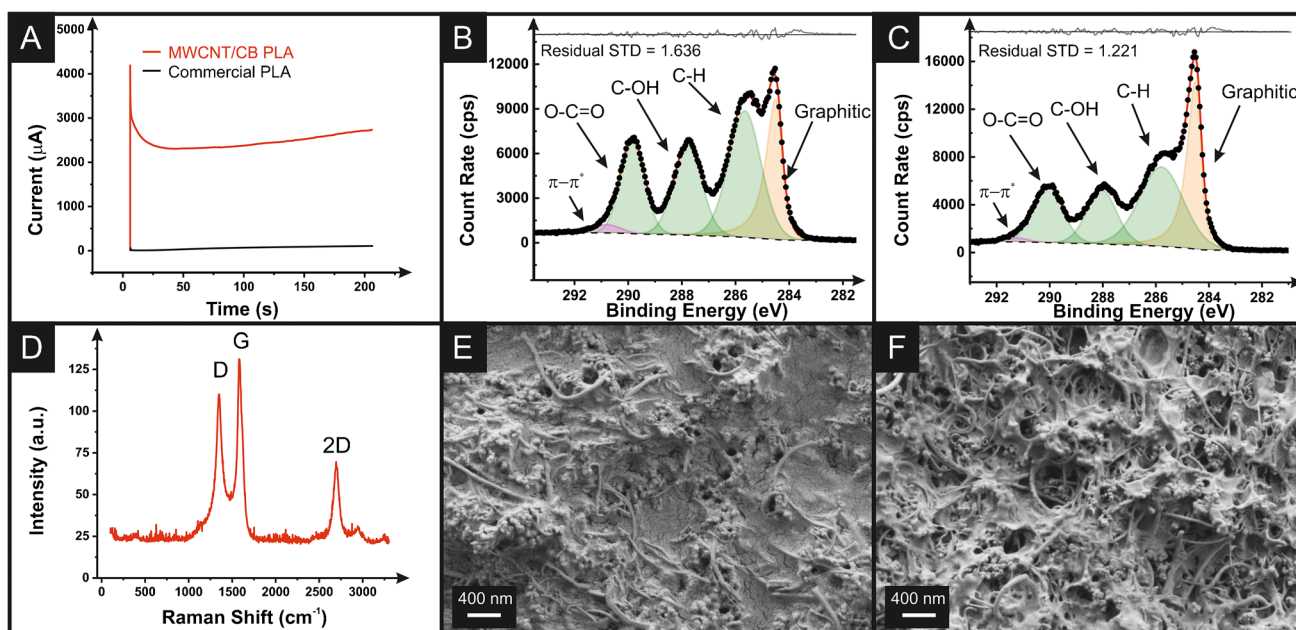 A
5000
4000
3000
2000
1000
0
Current (µA)
MWCNT/CB PLA
Commercial PLA
0
50
100
150
200
Time (s)
B
Residual STD = 1.636
12000
9000
6000
3000
0
Count Rate (cps)
π–π*
O-C=O
C-OH
C-H
Graphitic
292
290
288
286
284
282
Binding Energy (eV)
C
Residual STD = 1.221
16000
12000
8000
4000
0
Count Rate (cps)
π–π*
O-C=O
C-OH
C-H
Graphitic
292
290
288
286
284
282
Binding Energy (eV)
D
125
100
75
50
25
0
Intensity (a.u.)
D
G
2D
0
500
1000
1500
2000
2500
3000
Raman Shift (cm⁻¹)
E
400 nm
F
400 nm